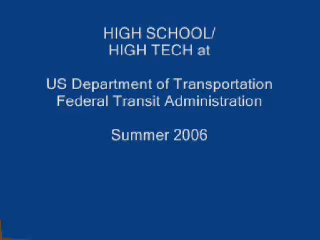 HIGH SCHOOL/
HIGH TECH at
US Department of Transportation
Federal Transit Administration
Summer 2006